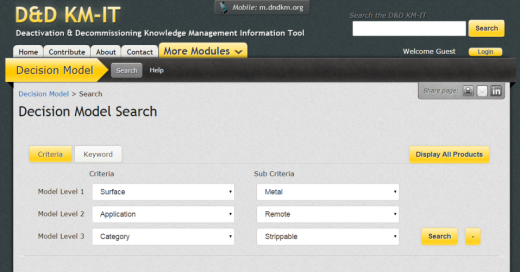 D&D KM-IT
Mobile: m.dndkm.org
Search the D&D KM-IT
Deactivation & Decommissioning Knowledge Management Information Tool
Search
Home Contribute About Contact More Modules
Welcome Guest Login
Decision Model Search Help
Decision Model > Search
Share page: in
Decision Model Search
Criteria Keyword Display All Products
Criteria Sub Criteria
Model Level 1 Surface Metal
Model Level 2 Application Remote
Model Level 3 Category Strippable Search -